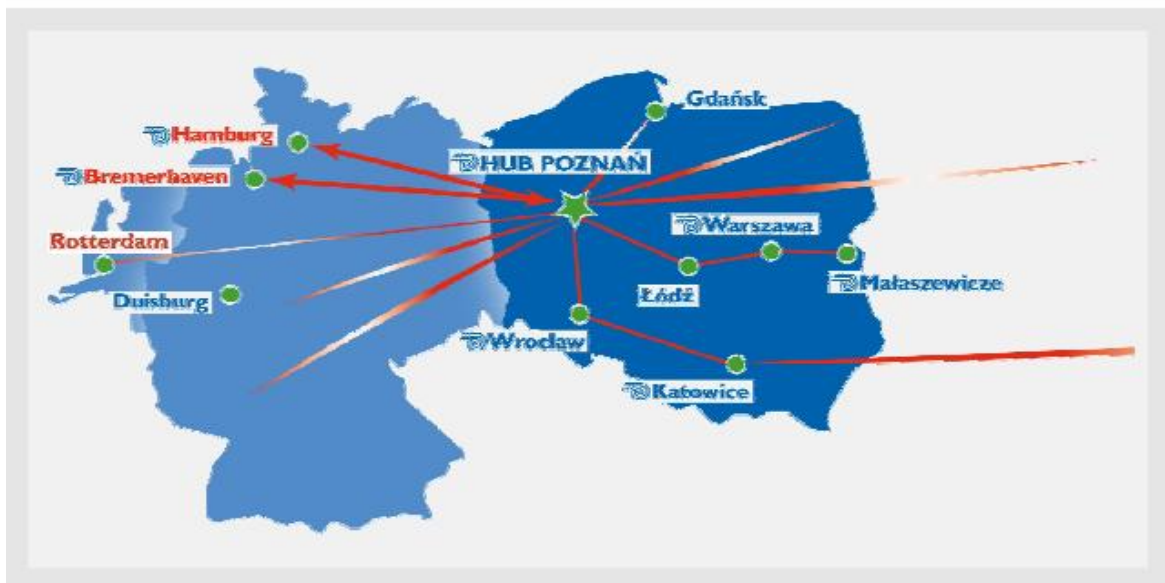 Gdańsk
Hamburg
HUB POZNAŃ
Bremerhaven
Warszawa
Rotterdam
Małaszewicze
Duisburg
Łódź
Wrocław
Katowice